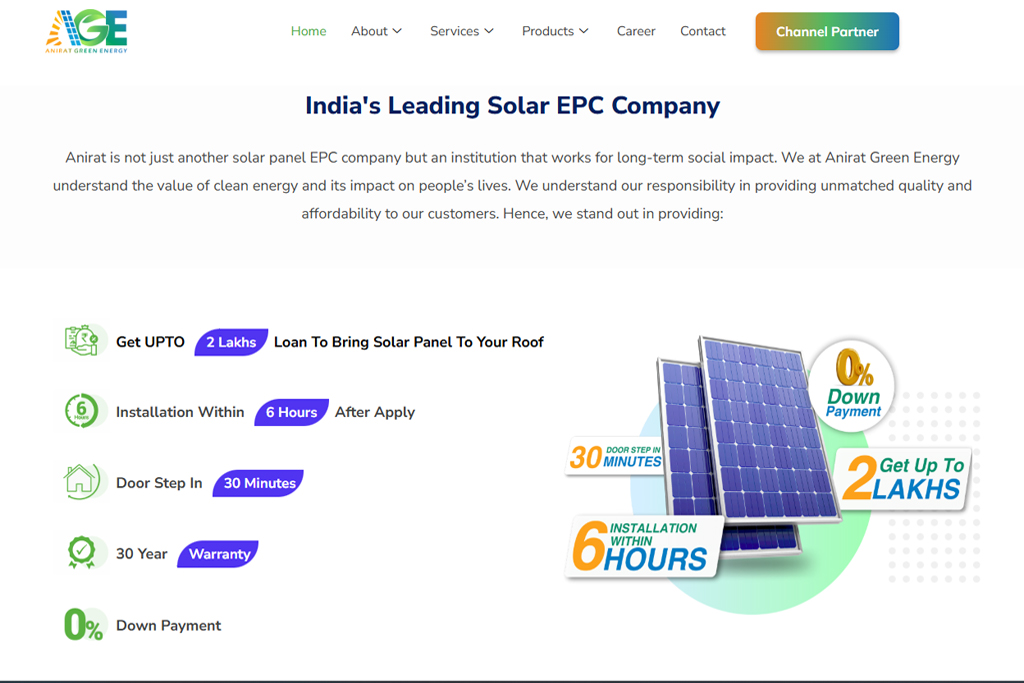 AGE
ANIRAT GREEN ENERGY
Home About Services Products Career Contact Channel Partner
India's Leading Solar EPC Company
Anirat is not just another solar panel EPC company but an institution that works for long-term social impact. We at Anirat Green Energy
understand the value of clean energy and its impact on people’s lives. We understand our responsibility in providing unmatched quality and
affordability to our customers. Hence, we stand out in providing:
Get UPTO 2 Lakhs Loan To Bring Solar Panel To Your Roof
6
Hours
Installation Within 6 Hours After Apply
Door Step In 30 Minutes
30 Year Warranty
0%
Down Payment
0%
Down
Payment
30 DOOR STEP IN
MINUTES
2 Get Up To
LAKHS
6 INSTALLATION
WITHIN
HOURS